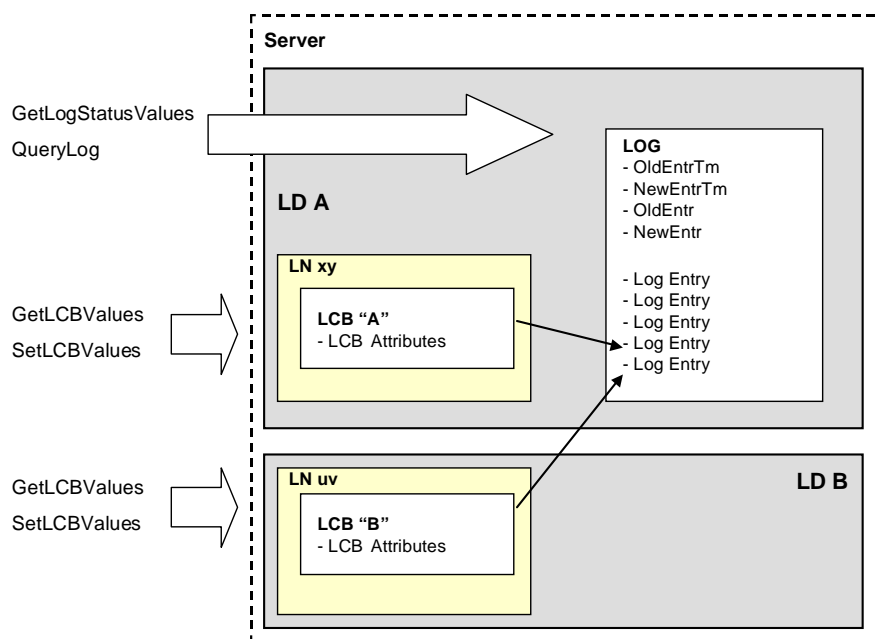 Server
GetLogStatusValues
QueryLog
LOG
- OldEntrTm
- NewEntrTm
- OldEntr
- NewEntr
- Log Entry
- Log Entry
- Log Entry
- Log Entry
- Log Entry
LD A
LN xy
LCB “A”
- LCB Attributes
GetLCBValues
SetLCBValues
GetLCBValues
SetLCBValues
LN uv
LCB “B”
- LCB Attributes
LD B